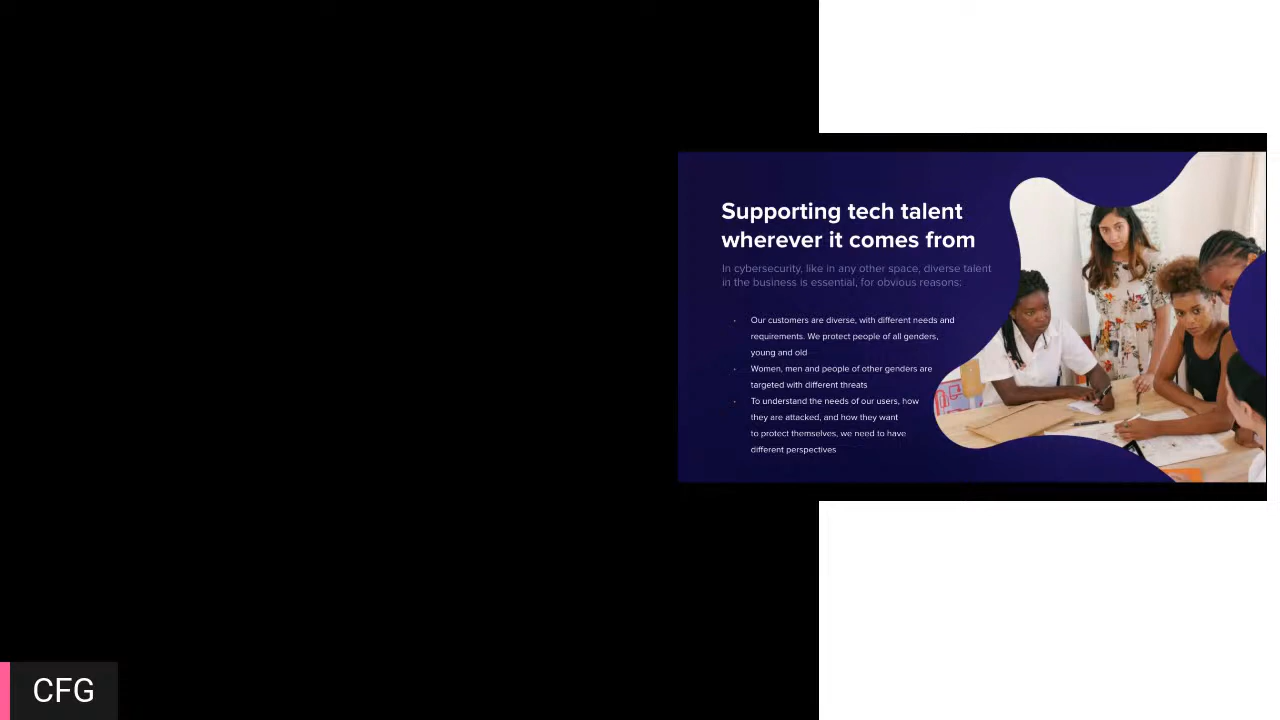 Supporting tech talent
wherever it comes from
In cybersecurity, like in any other space, diverse talent
in the business is essential, for obvious reasons:
• Our customers are diverse, with different needs and
requirements. We protect people of all genders,
young and old
• Women, men and people of other genders are
targeted with different threats
• To understand the needs of our users, how
they are attacked, and how they want
to protect themselves, we need to have
different perspectives
CFG